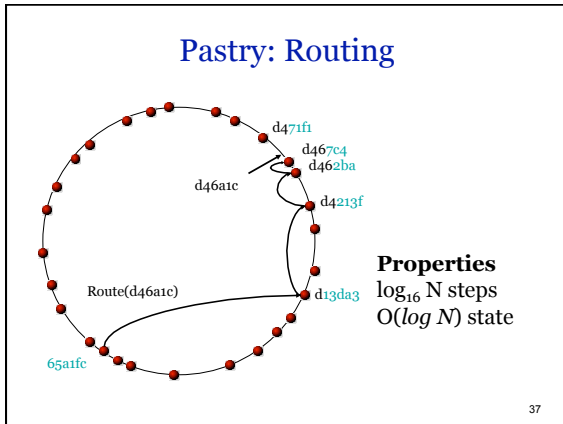 Pastry: Routing
d471f1
d467c4
d462ba
d46a1c
d4213f
Properties
log16 N steps
O(log N) state
Route(d46a1c)
d13da3
65a1fc
37